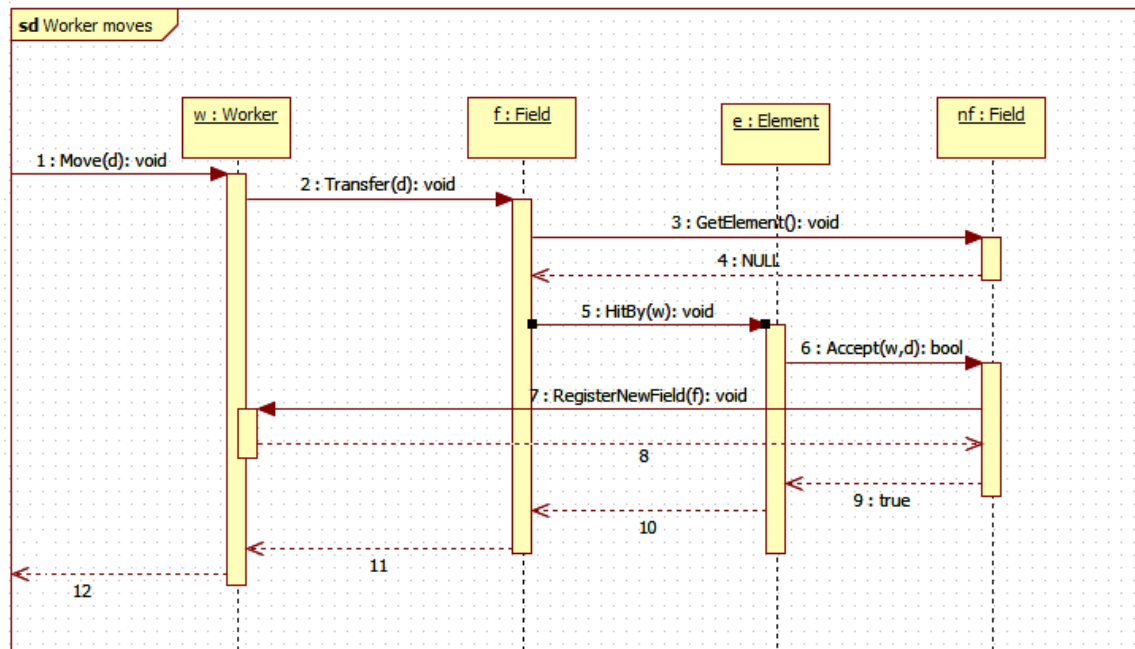 sd Worker moves
w : Worker
f : Field
e : Element
nf : Field
1 : Move(d): void
2 : Transfer(d): void
3 : GetElement(): void
4 : NULL
5 : HitBy(w): void
6 : Accept(w,d): bool
7 : RegisterNewField(f): void
8
9 : true
10
11
12